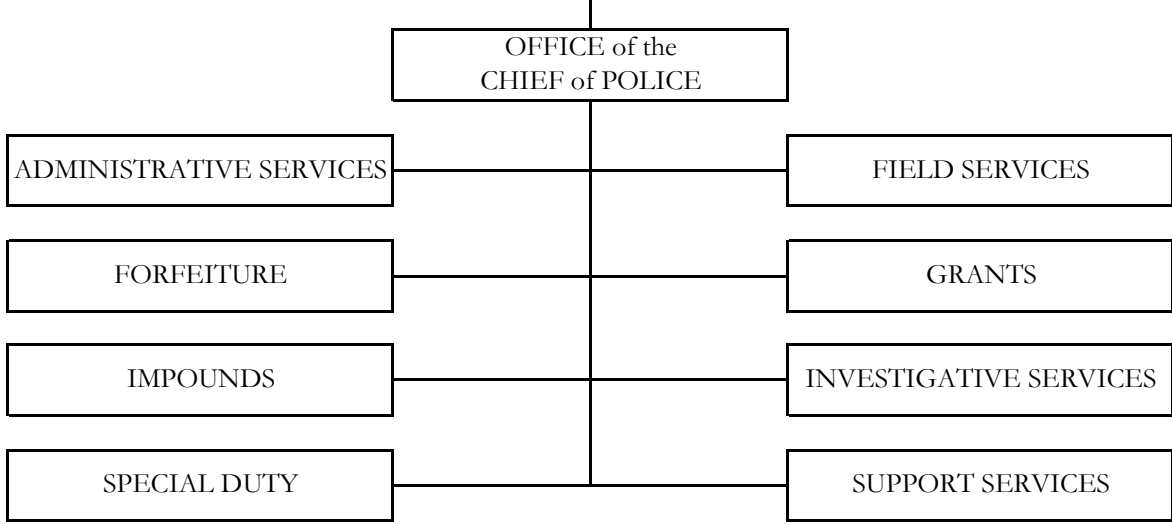 OFFICE of the
CHIEF of POLICE
ADMINISTRATIVE SERVICES
FIELD SERVICES
FORFEITURE
GRANTS
IMPOUNDS
INVESTIGATIVE SERVICES
SPECIAL DUTY
SUPPORT SERVICES